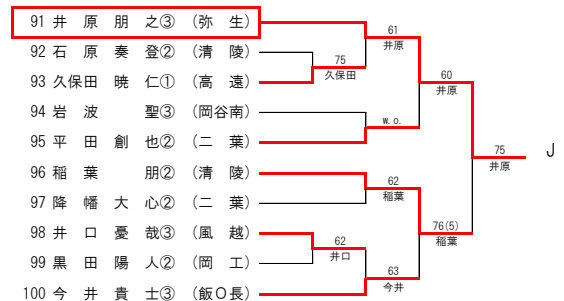 91 井原朋之③ (弥生)
92 石原奏登② (清陵)
93 久保田暁仁① (高遠)
94 岩波聖③ (岡谷南)
95 平田創也② (二葉)
96 稲葉朋② (清陵)
97 降幡大心② (二葉)
98 井口憂哉③ (風越)
99 黒田陽人② (岡工)
100 今井貴士③ (飯O長)
61
井原
75
久保田
60
井原
w.o.
75
井原
J
62
稲葉
76(5)
稲葉
62
井口
63
今井